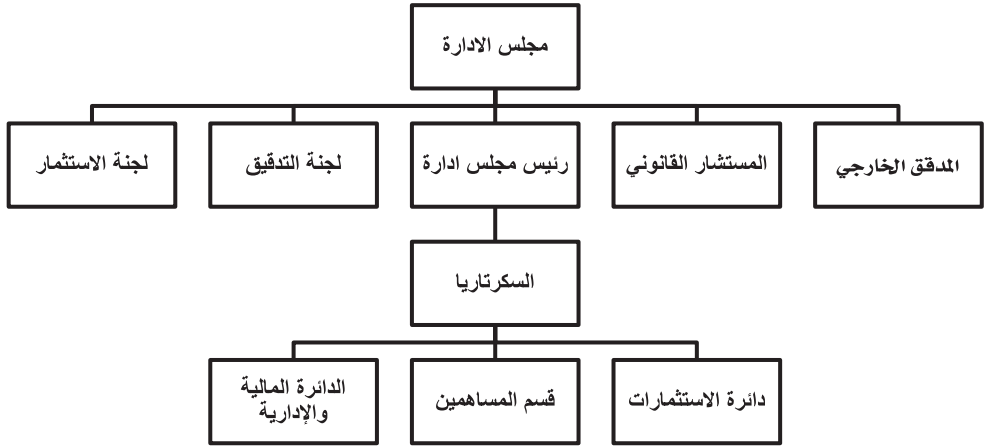 مجلس الادارة
المدقق الخارجي
المستشار القانوني
رئيس مجلس ادارة
لجنة التدقيق
لجنة الاستثمار
السكرتاريا
دائرة الاستثمارات
قسم المساهمين
الدائرة المالية
والإدارية